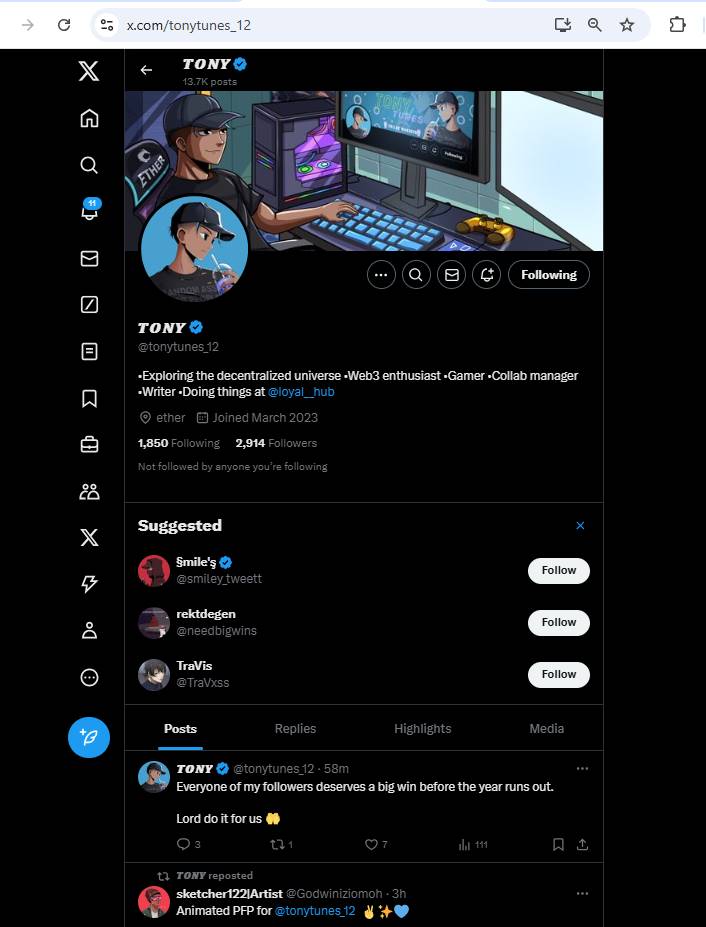 x.com/tonytunes_12
TONY
13.7K posts
ETHER
TONY
TUNES
Following
11
Following
TONY
@tonytunes_12
•Exploring the decentralized universe •Web3 enthusiast •Gamer •Collab manager
•Writer •Doing things at @loyal__hub
ether Joined March 2023
1,850 Following 2,914 Followers
Not followed by anyone you're following
Suggested
§mile'ş
@smiley_tweett
Follow
rektdegen
@needbigwins
Follow
TraVis
@TraVxss
Follow
Posts Replies Highlights Media
TONY @tonytunes_12 · 58m
Everyone of my followers deserves a big win before the year runs out.
Lord do it for us 🤲
3 1 7 111
TONY reposted
sketcher122|Artist @Godwiniziomoh · 3h
Animated PFP for @tonytunes_12 ✌️✨💙